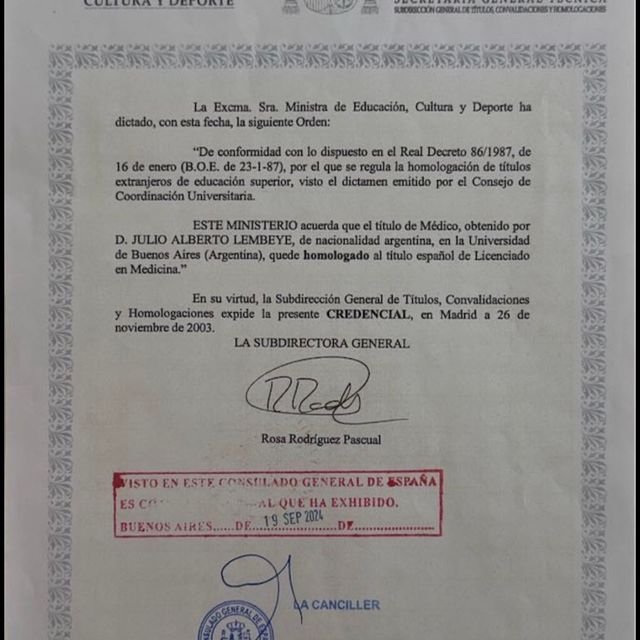 CULTURA Y DEPORTE
SECRETARÍA GENERAL TÉCNICA
SUBDIRECCIÓN GENERAL DE TÍTULOS, CONVALIDACIONES Y HOMOLOGACIONES
La Excma. Sra. Ministra de Educación, Cultura y Deporte ha
dictado, con esta fecha, la siguiente Orden:
“De conformidad con lo dispuesto en el Real Decreto 86/1987, de
16 de enero (B.O.E. de 23-1-87), por el que se regula la homologación de títulos
extranjeros de educación superior, visto el dictamen emitido por el Consejo de
Coordinación Universitaria.
ESTE MINISTERIO acuerda que el título de Médico, obtenido por
D. JULIO ALBERTO LEMBEYE, de nacionalidad argentina, en la Universidad
de Buenos Aires (Argentina), quede homologado al título español de Licenciado
en Medicina.”
En su virtud, la Subdirección General de Títulos, Convalidaciones
y Homologaciones expide la presente CREDENCIAL, en Madrid a 26 de
noviembre de 2003.
LA SUBDIRECTORA GENERAL
Rosa Rodríguez Pascual
VISTO EN ESTE CONSULADO GENERAL DE ESPAÑA
ES QUE HA EXHIBIDO.
BUENOS AIRES.....DE 19 SEP 2024 DE
LA CANCILLER
CONSULADO GENERAL DE